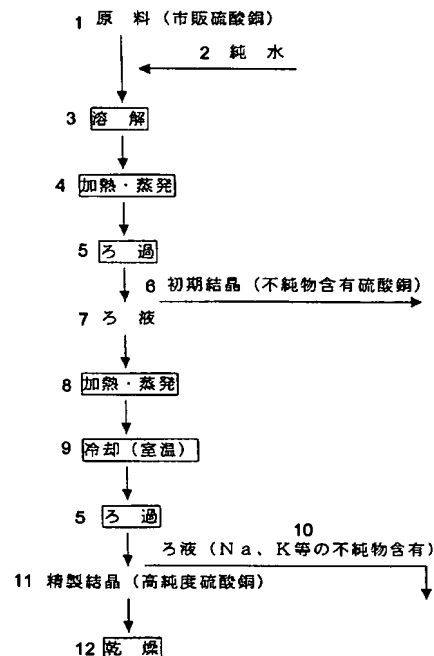 1 原 料 (市販硫酸銅)
2 純 水
3 溶 解
4 加熱・蒸発
5 ろ 過
6 初期結晶 (不純物含有硫酸銅)
7 ろ 液
8 加熱・蒸発
9 冷却 (室温)
5 ろ 過
10
ろ液 (Na、K等の不純物含有)
11 精製結晶 (高純度硫酸銅)
12 乾 燥